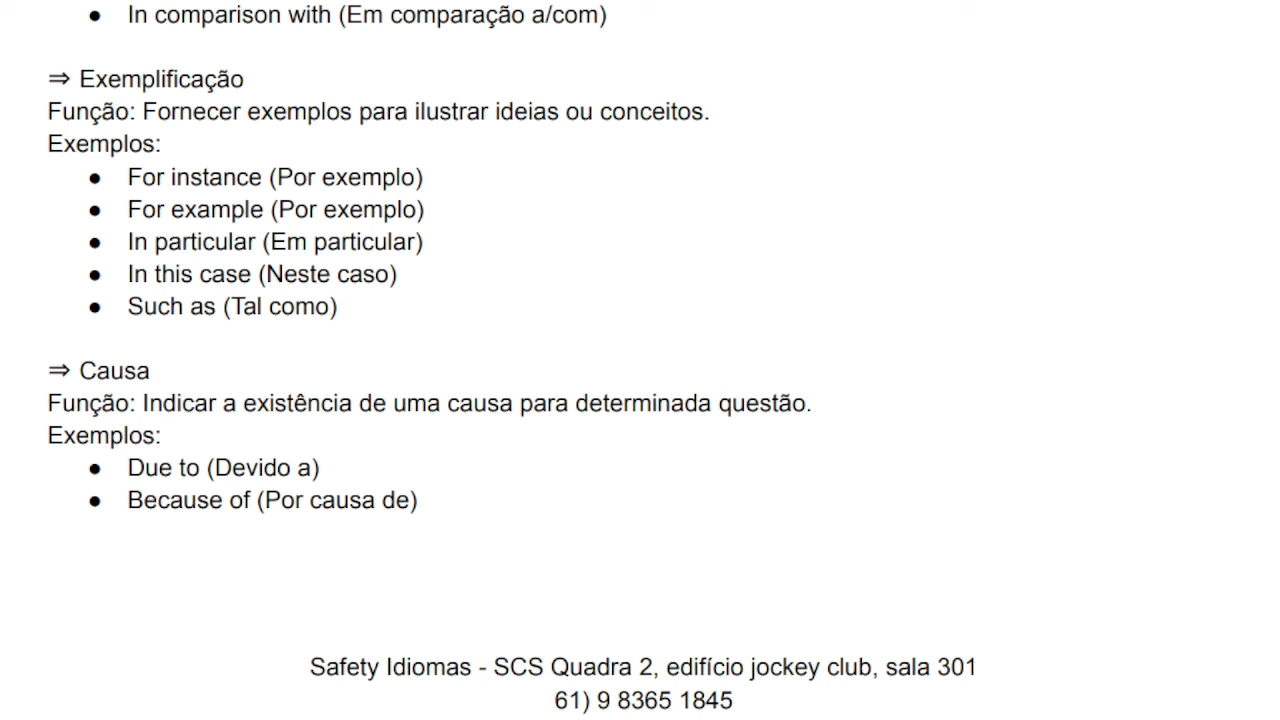 ● In comparison with (Em comparação a/com)
⇒ Exemplificação
Função: Fornecer exemplos para ilustrar ideias ou conceitos.
Exemplos:
● For instance (Por exemplo)
● For example (Por exemplo)
● In particular (Em particular)
● In this case (Neste caso)
● Such as (Tal como)
⇒ Causa
Função: Indicar a existência de uma causa para determinada questão.
Exemplos:
● Due to (Devido a)
● Because of (Por causa de)
Safety Idiomas - SCS Quadra 2, edifício jockey club, sala 301
61) 9 8365 1845